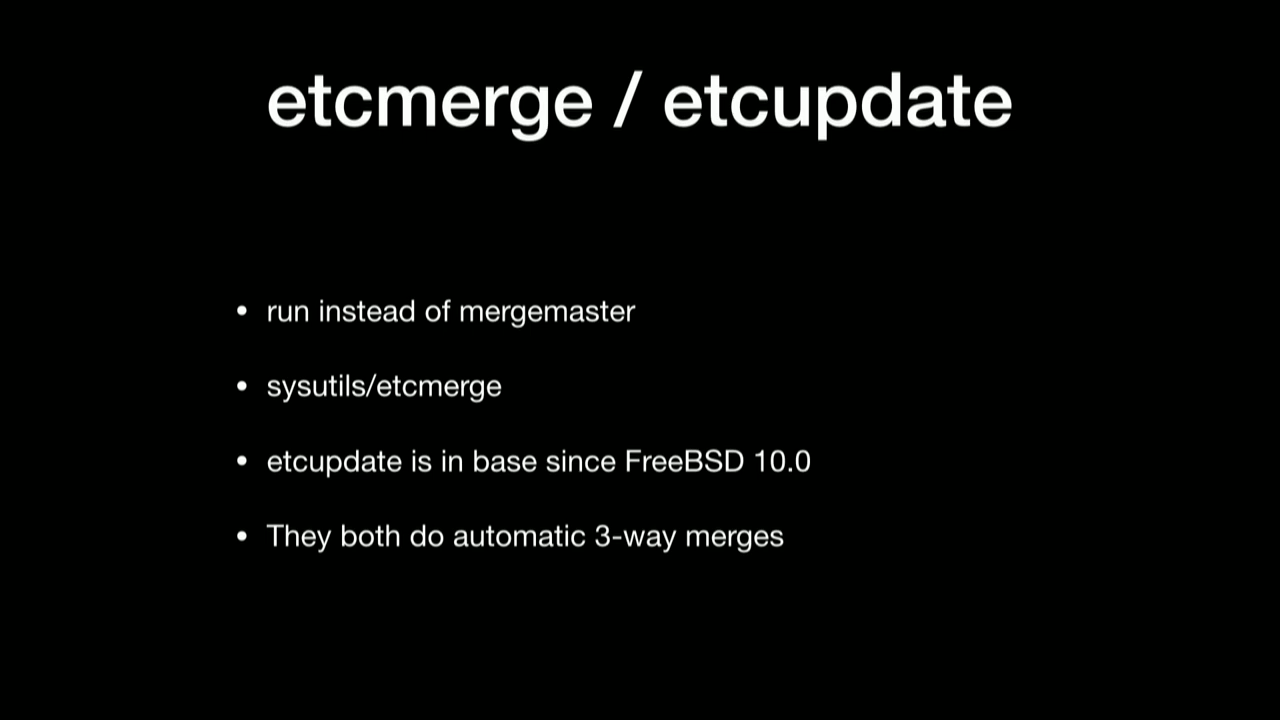 etcmerge / etcupdate
• run instead of mergemaster
• sysutils/etcmerge
• etcupdate is in base since FreeBSD 10.0
• They both do automatic 3-way merges